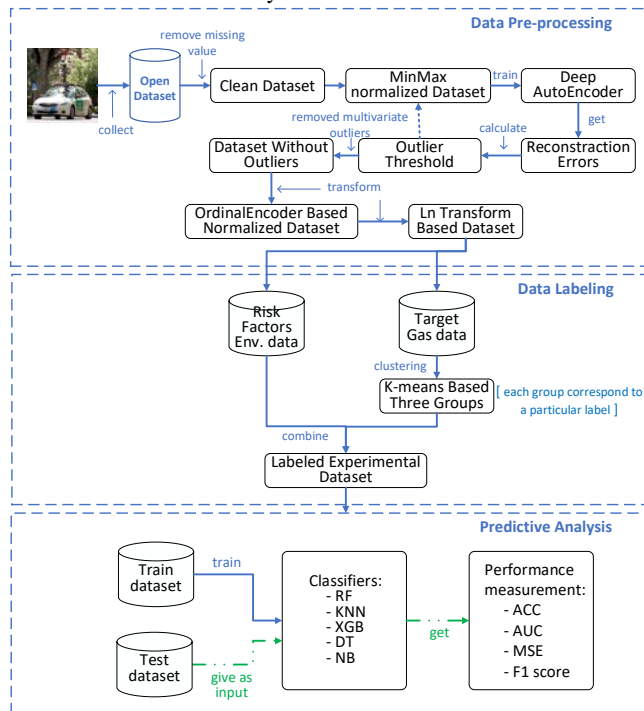 Data Pre-processing
remove missing
value
Open
Dataset
collect
Clean Dataset
MinMax
normalized Dataset
train
Deep
AutoEncoder
get
removed multivariate
outliers
calculate
Dataset Without
Outliers
Outlier
Threshold
Reconstraction
Errors
transform
OrdinalEncoder Based
Normalized Dataset
Ln Transform
Based Dataset
Data Labeling
Risk
Factors
Env. data
Target
Gas data
clustering
K-means Based
Three Groups
[ each group correspond to
a particular label ]
combine
Labeled Experimental
Dataset
Predictive Analysis
Train
dataset
train
Test
dataset
give as
input
Classifiers:
- RF
- KNN
- XGB
- DT
- NB
get
Performance
measurement:
- ACC
- AUC
- MSE
- F1 score